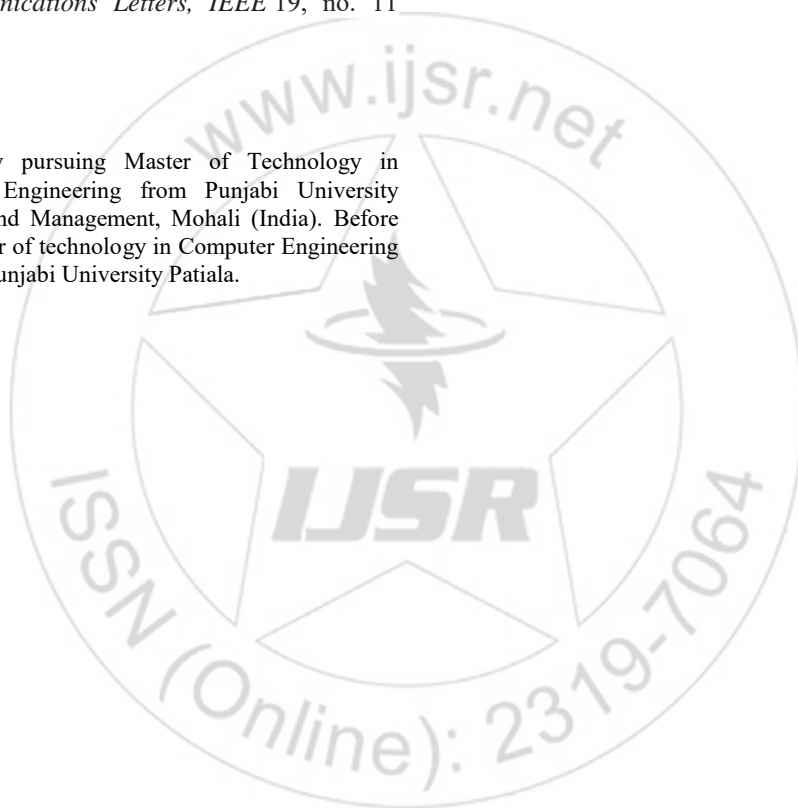 nications Letters, IEEE 19, no. 11
www.ijsr.net
pursuing Master of Technology in
Engineering from Punjabi University
nd Management, Mohali (India). Before
r of technology in Computer Engineering
unjabi University Patiala.
IJSR
ISSN (Online): 2319-7064